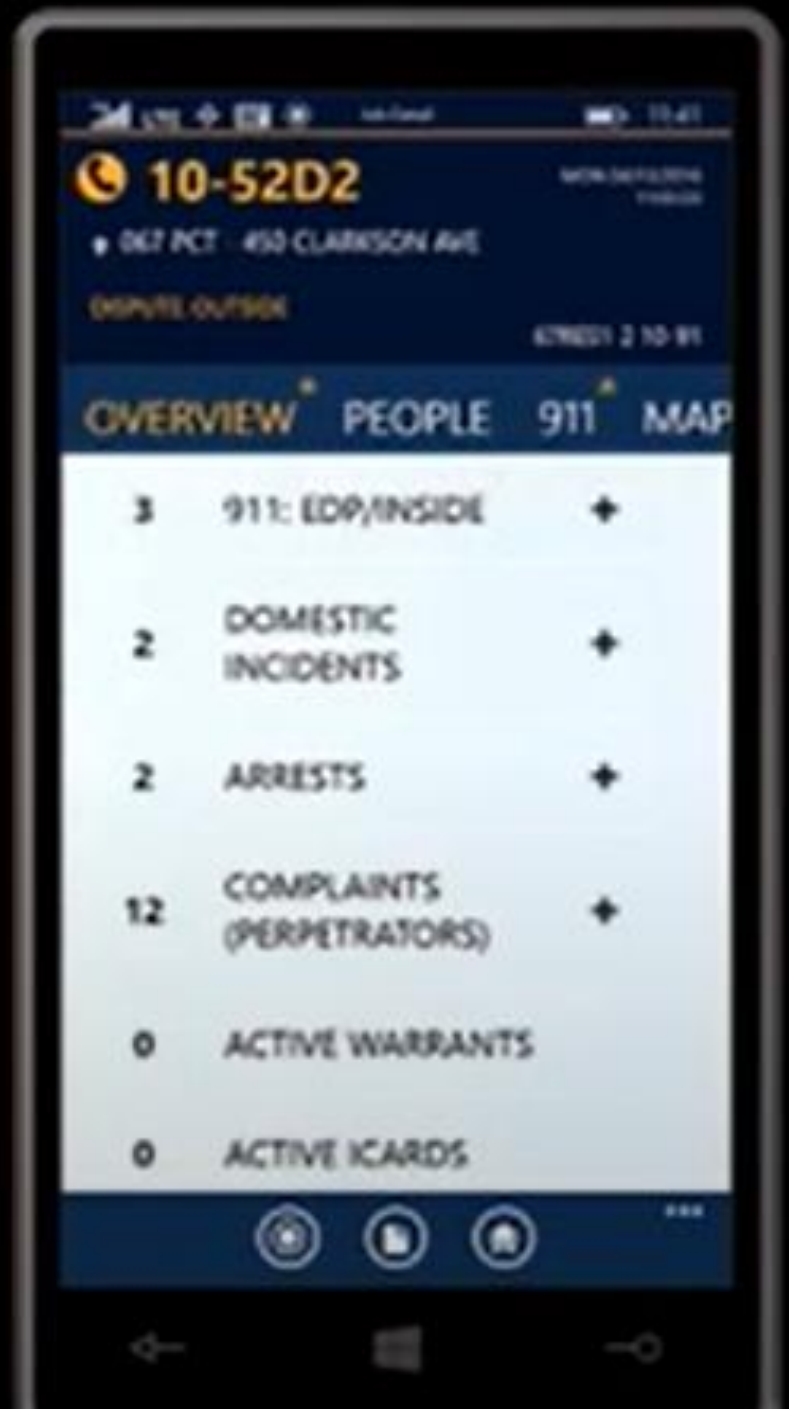 LTE
10-52D2
067 PCT - 450 CLARKSON AVE
DISPUTE: OUTSIDE
OVERVIEW PEOPLE 911 MAP
3 911: EDP/INSIDE +
2 DOMESTIC
INCIDENTS +
2 ARRESTS +
12 COMPLAINTS
(PERPETRATORS) +
0 ACTIVE WARRANTS
0 ACTIVE ICARDS